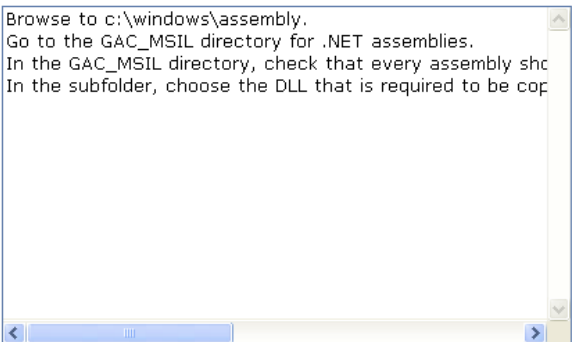 Browse to c:\windows\assembly.
Go to the GAC_MSIL directory for .NET assemblies.
In the GAC_MSIL directory, check that every assembly
In the subfolder, choose the DLL that is required to be